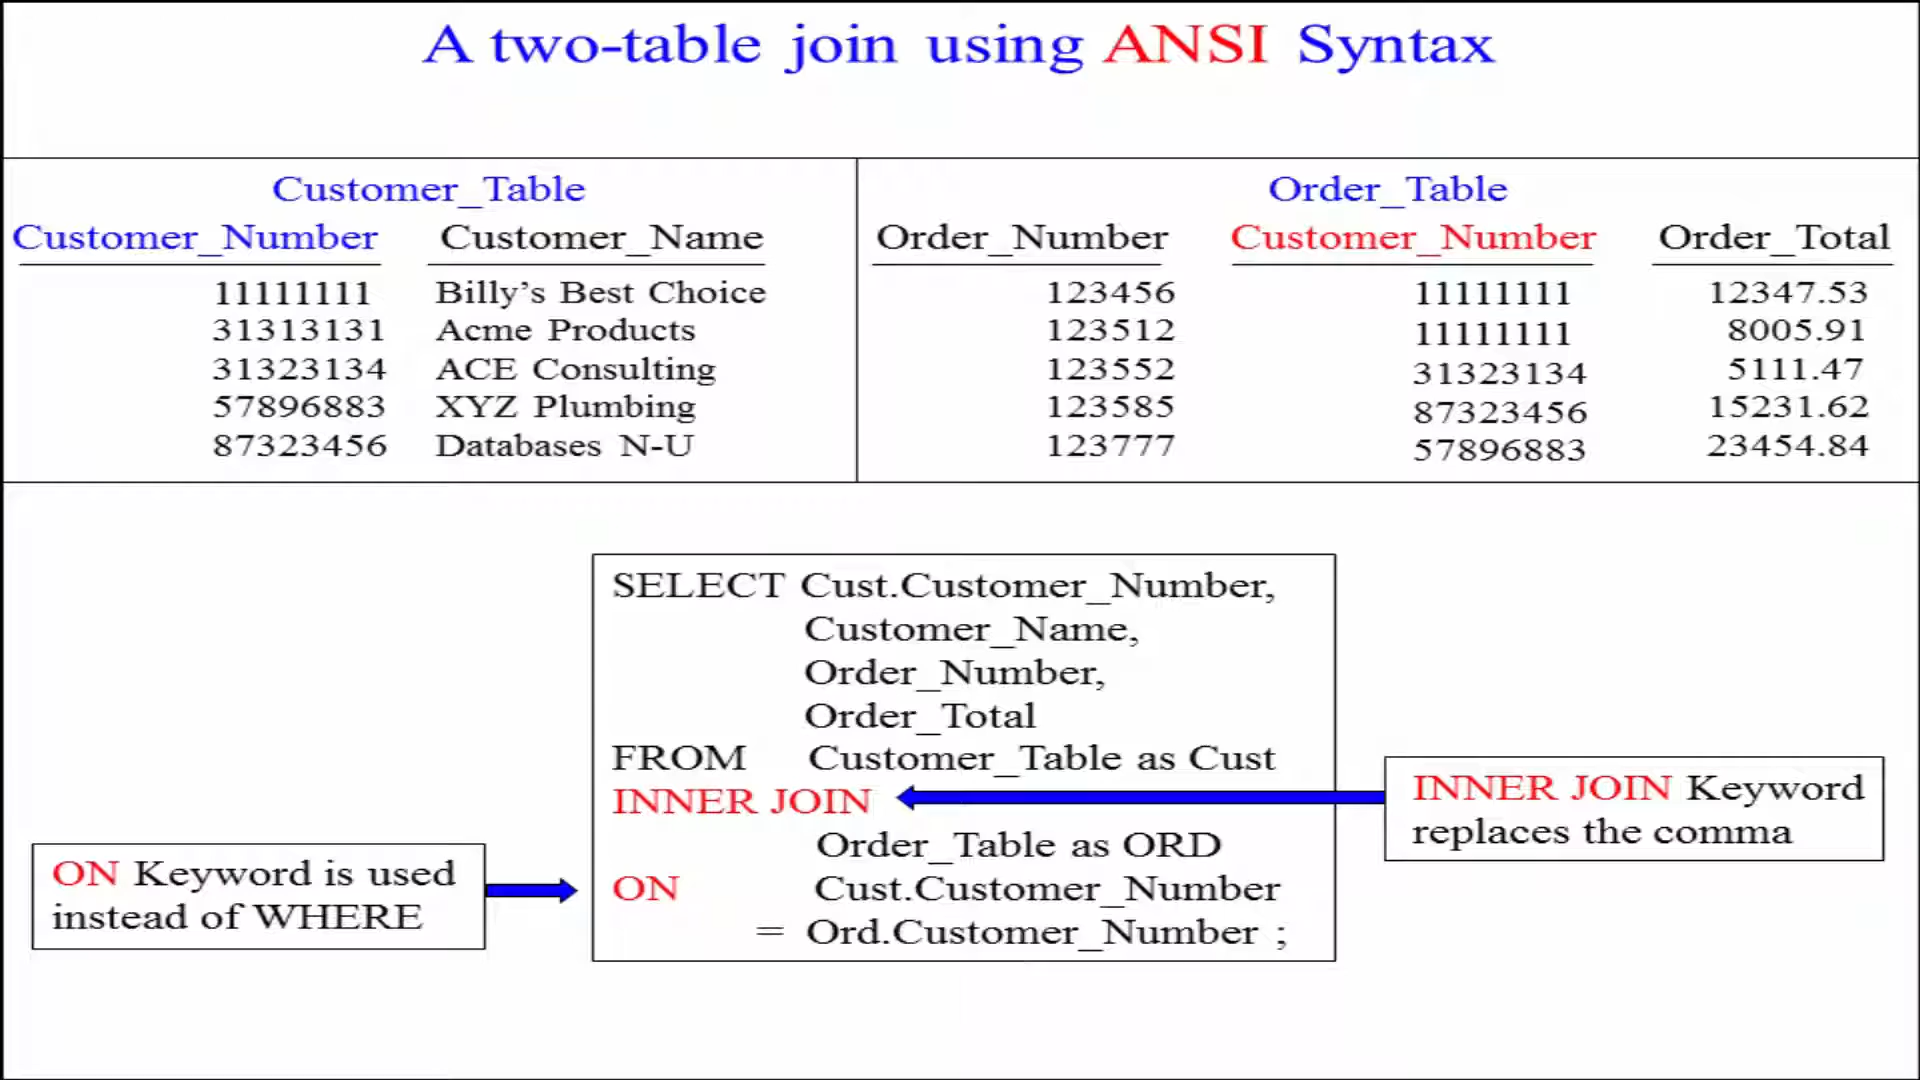 A two-table join using ANSI Syntax
Customer_Table
Order_Table
Customer_Number Customer_Name
Order_Number Customer_Number Order_Total
11111111 Billy’s Best Choice
123456 11111111 12347.53
31313131 Acme Products
123512 11111111 8005.91
31323134 ACE Consulting
123552 31323134 5111.47
57896883 XYZ Plumbing
123585 87323456 15231.62
87323456 Databases N-U
123777 57896883 23454.84
SELECT Cust.Customer_Number,
Customer_Name,
Order_Number,
Order_Total
FROM Customer_Table as Cust
INNER JOIN
Order_Table as ORD
ON Cust.Customer_Number
= Ord.Customer_Number ;
INNER JOIN Keyword
replaces the comma
ON Keyword is used
instead of WHERE